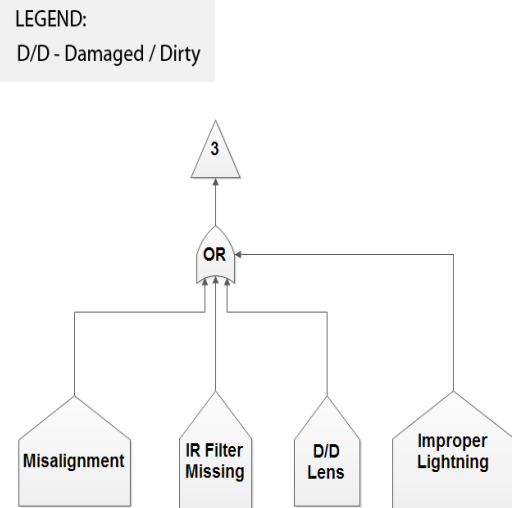 LEGEND:
D/D - Damaged / Dirty
3
OR
Misalignment
IR Filter
Missing
D/D
Lens
Improper
Lightning